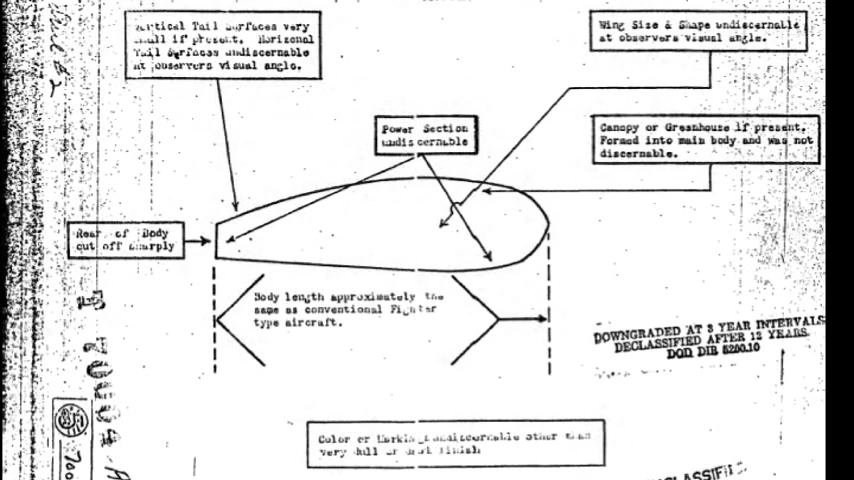 Vertical Tail Surfaces very
small if present. Horizonal
Tail Surfaces undiscernable
at observers visual angle.
Wing Size & Shape undiscernable
at observers visual angle.
Power Section
undiscernable
Canopy or Greenhouse if present.
Formed into main body and was not
discernable.
Rear of Body
cut off sharply
Body length approximately the
same as conventional Fighter
type aircraft.
DOWNGRADED AT 3 YEAR INTERVALS
DECLASSIFIED AFTER 12 YEARS.
DOD DIR 5200.10
Color or undiscernable other than
very dull or finish